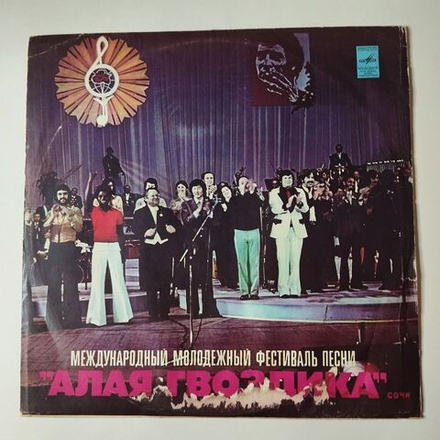 МЕЖДУНАРОДНЫЙ МОЛОДЕЖНЫЙ ФЕСТИВАЛЬ ПЕСНИ
"АЛАЯ ГВОЗДИКА"
СОЧИ